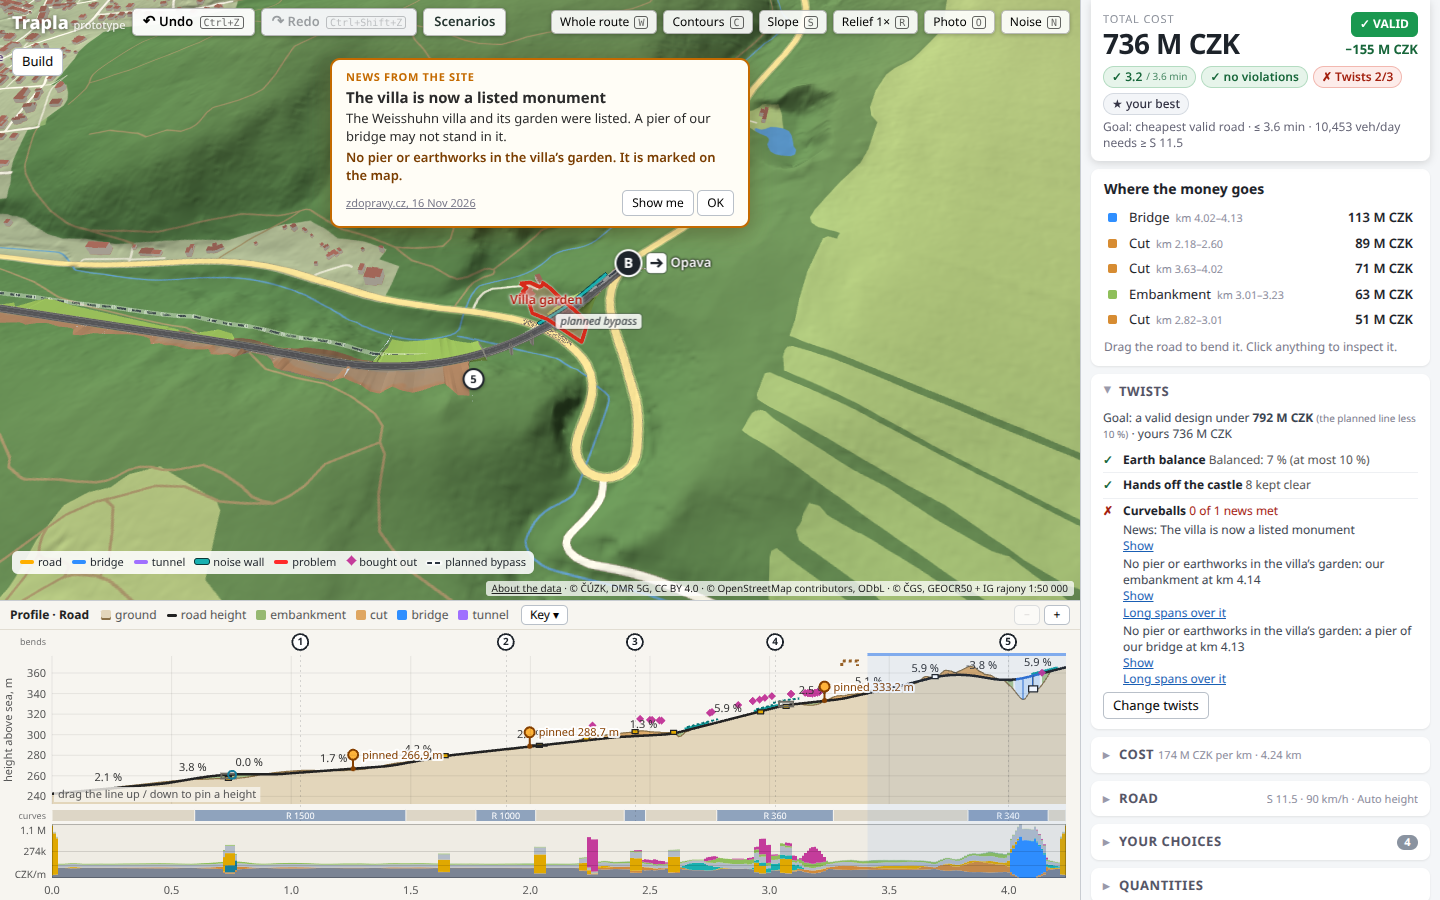 Trapla prototype
↶ Undo Ctrl+Z
↷ Redo Ctrl+Shift+Z
Scenarios
Whole route W
Contours C
Slope S
Relief 1× R
Photo O
Noise N
Build
NEWS FROM THE SITE
The villa is now a listed monument
The Weisshuhn villa and its garden were listed. A pier of our
bridge may not stand in it.
No pier or earthworks in the villa's garden. It is marked on
the map.
zdopravy.cz, 16 Nov 2026
Show me
OK
B → Opava
Villa garden
planned bypass
5
road bridge tunnel noise wall problem bought out planned bypass
About the data · © ČÚZK, DMR 5G, CC BY 4.0 · © OpenStreetMap contributors, ODbL · © ČGS, GEOCR50 + IG rajony 1:50 000
TOTAL COST
✓ VALID
736 M CZK
−155 M CZK
✓ 3.2 / 3.6 min
✓ no violations
✗ Twists 2/3
★ your best
Goal: cheapest valid road · ≤ 3.6 min · 10,453 veh/day
needs ≥ S 11.5
Where the money goes
Bridge km 4.02–4.13 113 M CZK
Cut km 2.18–2.60 89 M CZK
Cut km 3.63–4.02 71 M CZK
Embankment km 3.01–3.23 63 M CZK
Cut km 2.82–3.01 51 M CZK
Drag the road to bend it. Click anything to inspect it.
▼ TWISTS
Goal: a valid design under 792 M CZK (the planned line less
10 %) · yours 736 M CZK
✓ Earth balance Balanced: 7 % (at most 10 %)
✓ Hands off the castle 8 kept clear
✗ Curveballs 0 of 1 news met
News: The villa is now a listed monument
Show
No pier or earthworks in the villa's garden: our
embankment at km 4.14
Show
Long spans over it
No pier or earthworks in the villa's garden: a pier of
our bridge at km 4.13
Show
Long spans over it
Change twists
▶ COST 174 M CZK per km · 4.24 km
▶ ROAD S 11.5 · 90 km/h · Auto height
▶ YOUR CHOICES 4
▶ QUANTITIES
Profile · Road ground road height embankment cut bridge tunnel Key ▾ − +
bends 1 2 3 4 5
height above sea, m
360
340
320
300
280
260
240
2.1 % 3.8 % 0.0 % 1.7 % pinned 266.9 m pinned 288.7 m 1.3 % 5.9 % pinned 333.2 m 5.9 % 3.8 % 5.9 %
drag the line up / down to pin a height
curves R 1500 R 1000 R 360 R 340
1.1 M
274k
CZK/m
0.0 0.5 1.0 1.5 2.0 2.5 3.0 3.5 4.0